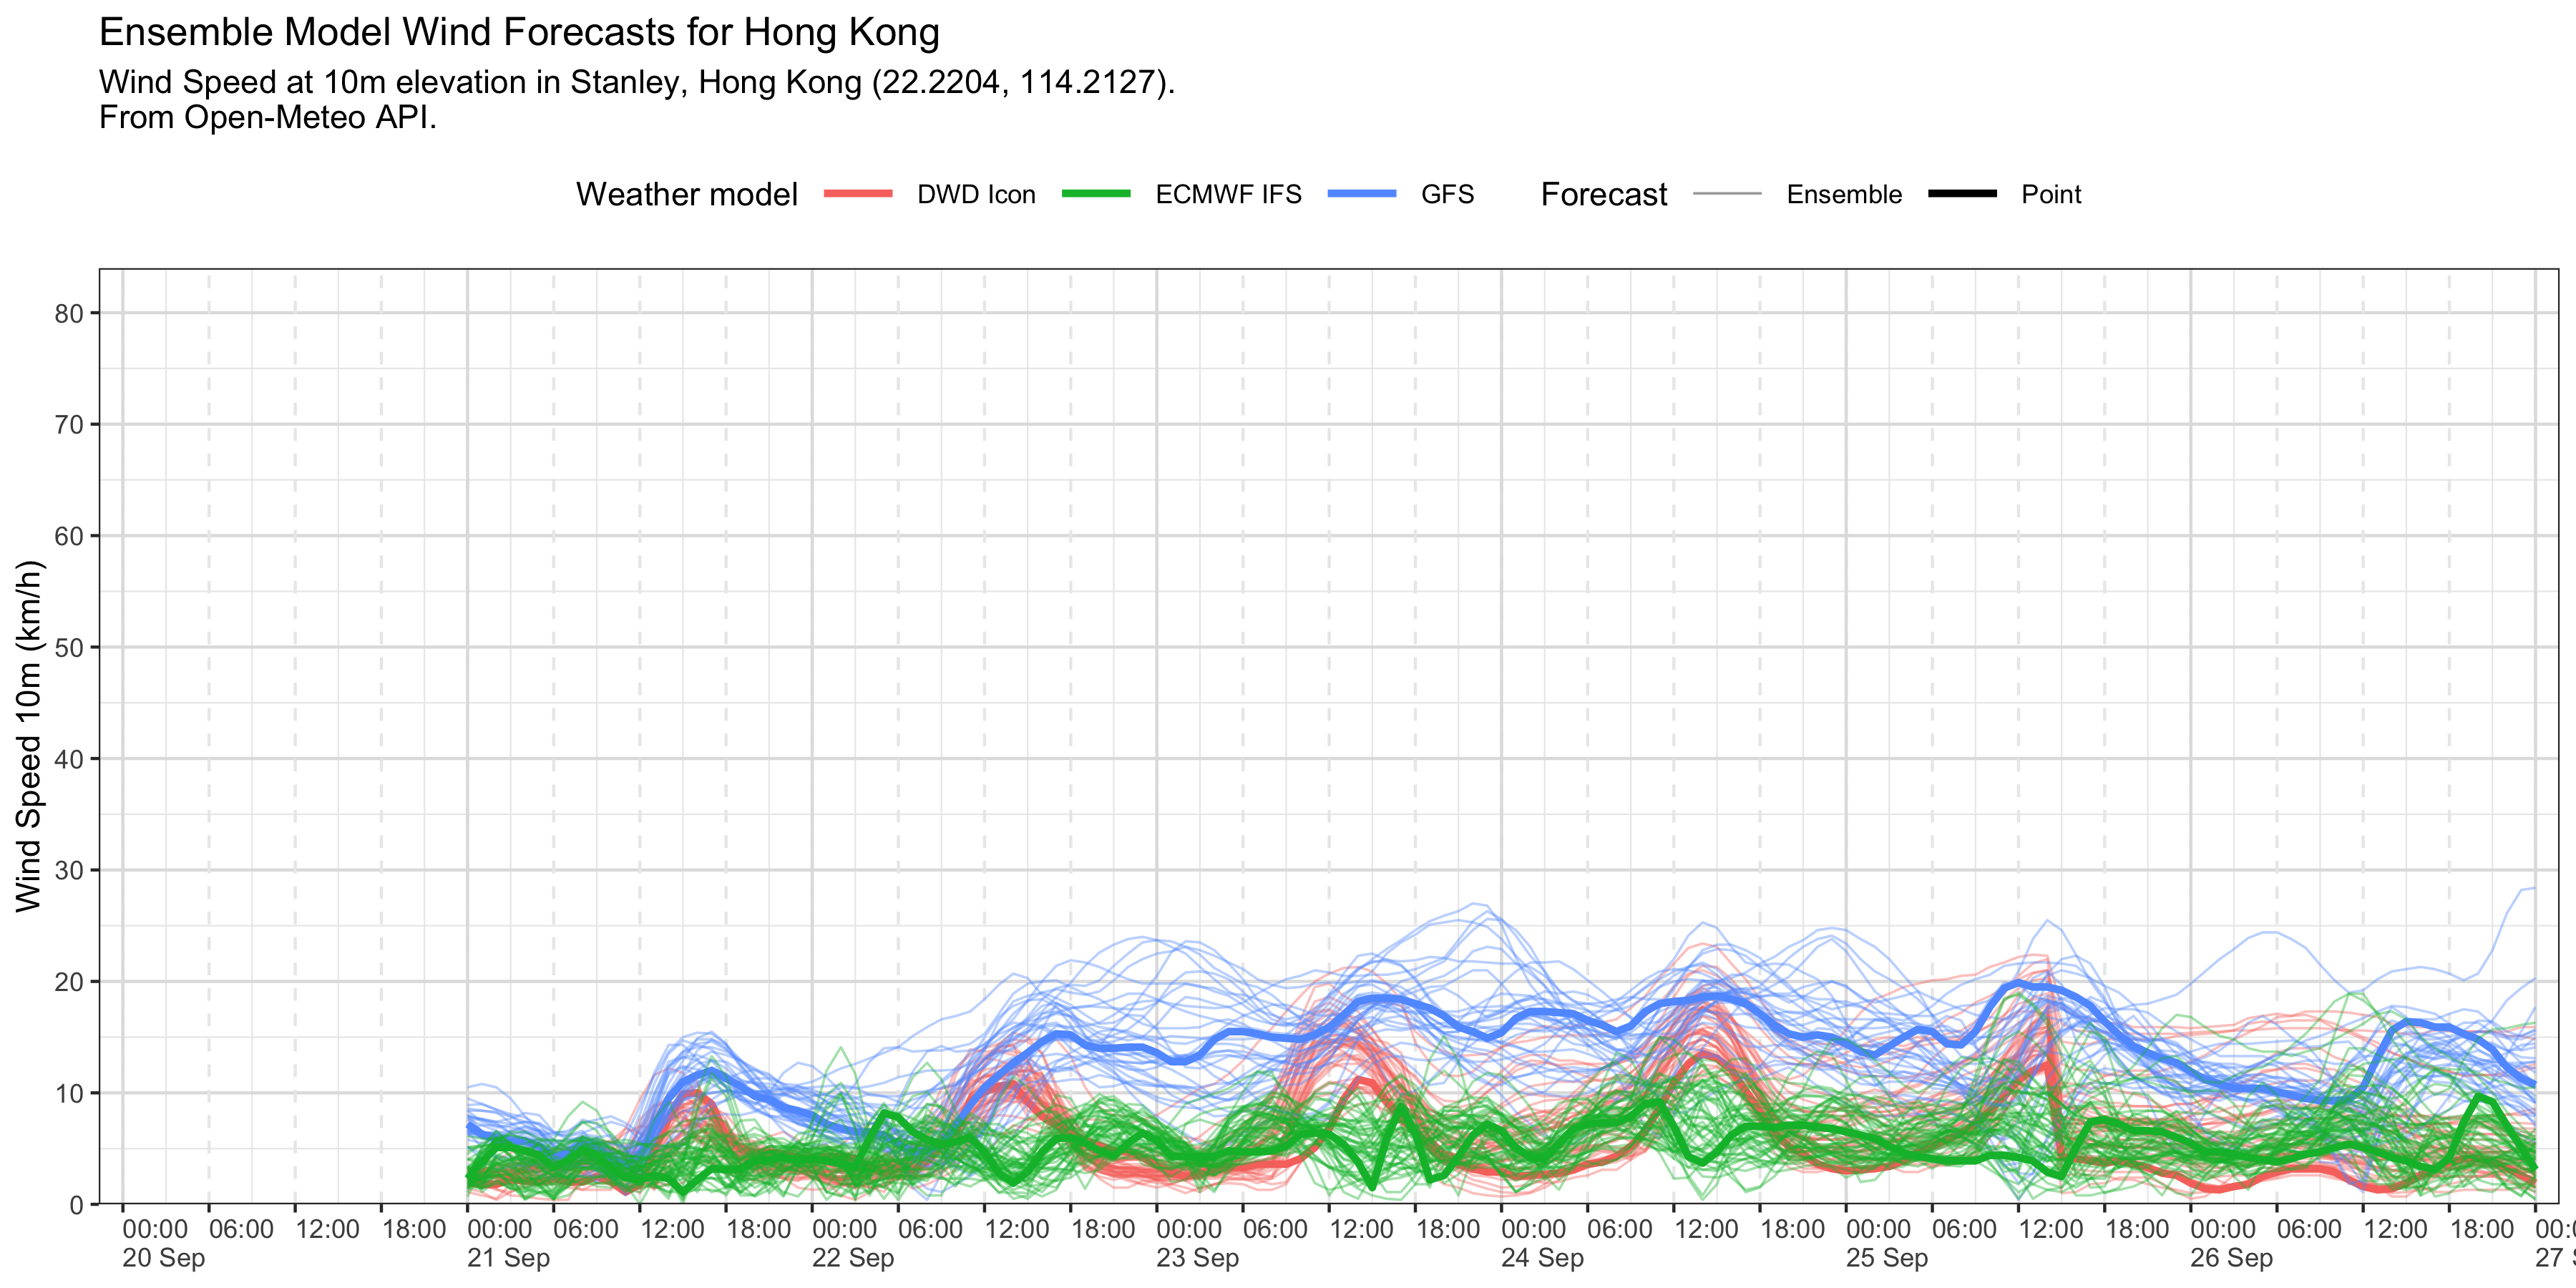 Ensemble Model Wind Forecasts for Hong Kong
Wind Speed at 10m elevation in Stanley, Hong Kong (22.2204, 114.2127).
From Open-Meteo API.
Weather model DWD Icon ECMWF IFS GFS Forecast Ensemble Point
Wind Speed 10m (km/h)
80
70
60
50
40
30
20
10
0
00:00 06:00 12:00 18:00 00:00 06:00 12:00 18:00 00:00 06:00 12:00 18:00 00:00 06:00 12:00 18:00 00:00 06:00 12:00 18:00 00:00 06:00 12:00 18:00 00:00 06:00 12:00 18:00
20 Sep 21 Sep 22 Sep 23 Sep 24 Sep 25 Sep 26 Sep 27